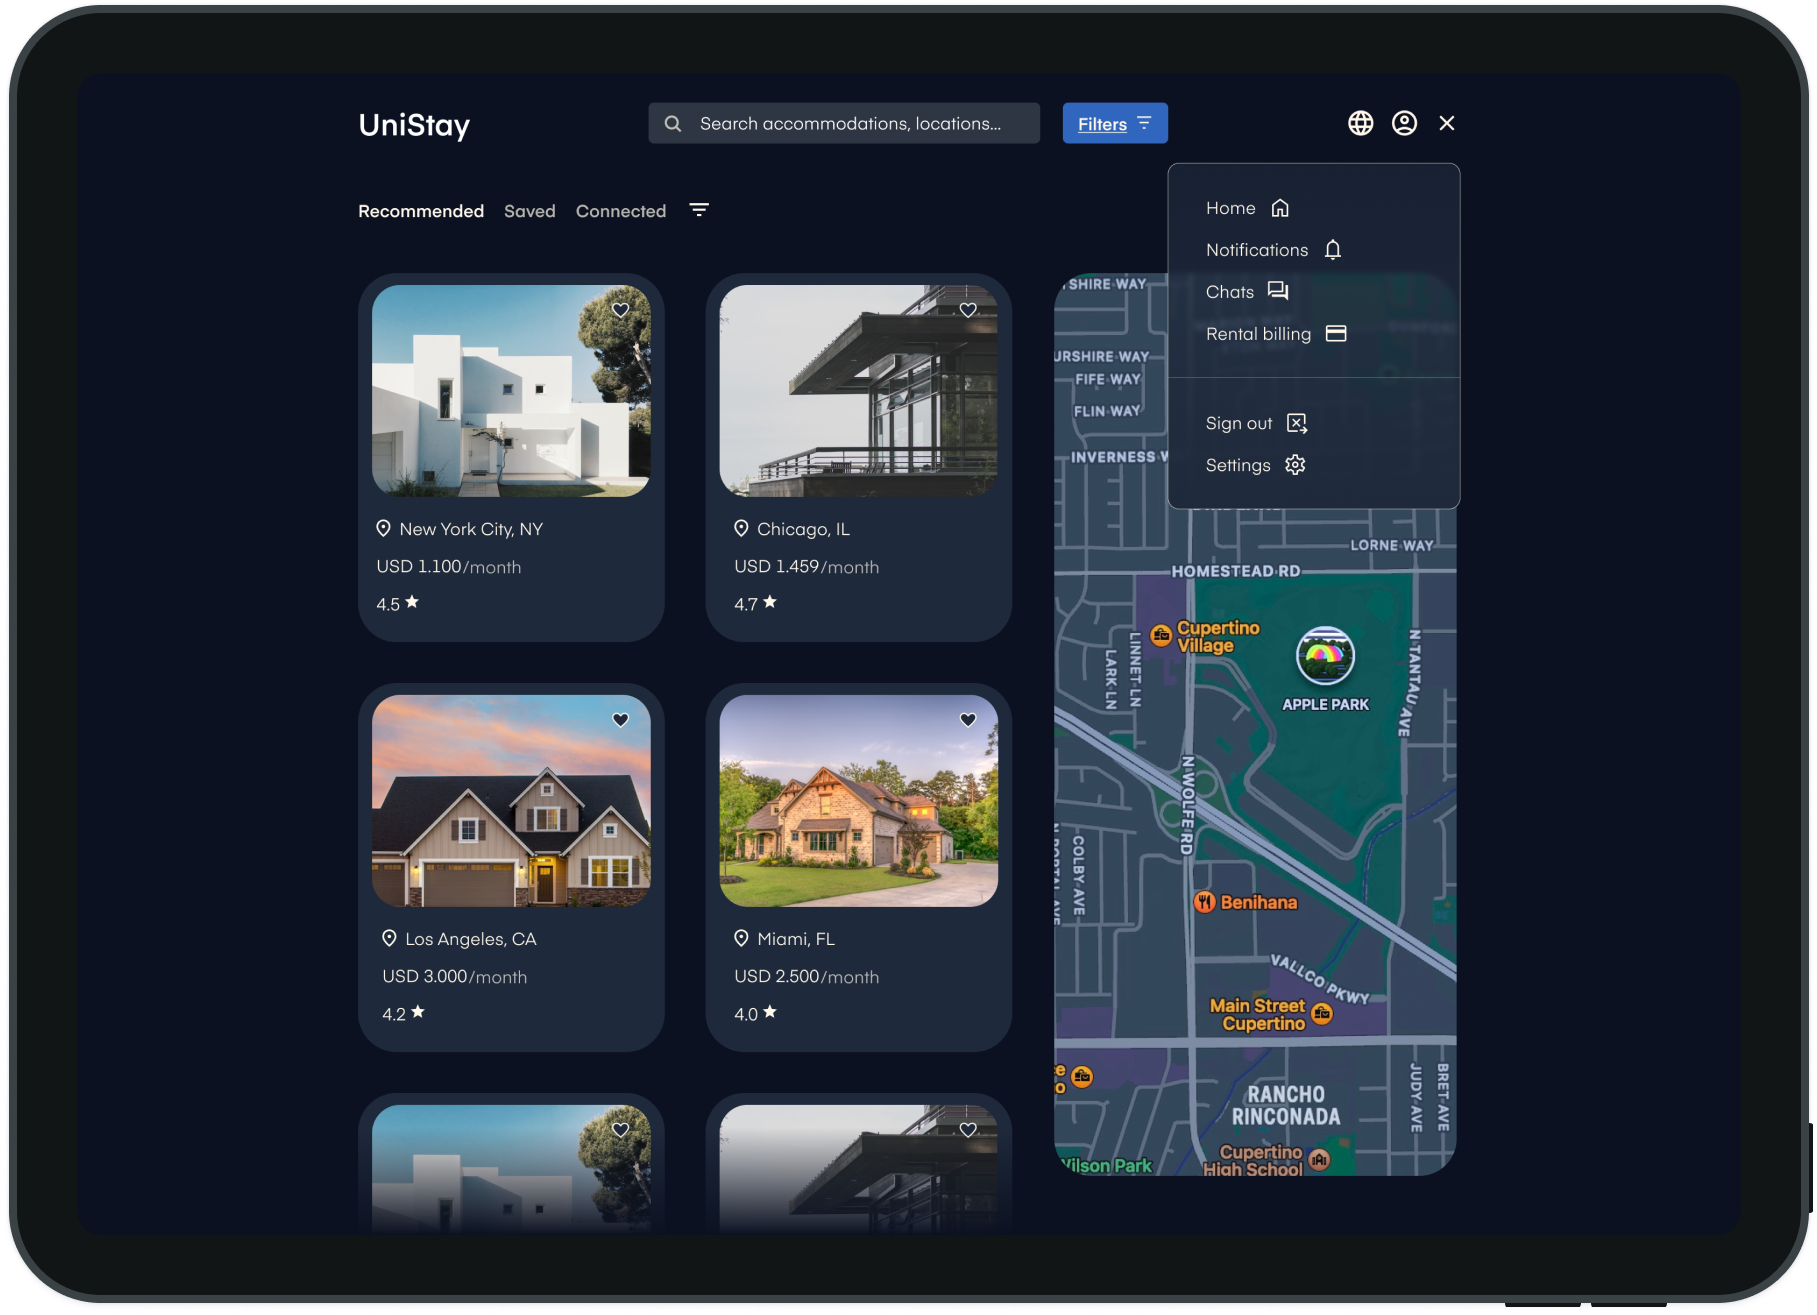 UniStay
Search accommodations, locations...
Filters
Recommended
Saved
Connected
Home
Notifications
Chats
Rental billing
Sign out
Settings
New York City, NY
USD 1.100/month
4.5
Chicago, IL
USD 1.459/month
4.7
Los Angeles, CA
USD 3.000/month
4.2
Miami, FL
USD 2.500/month
4.0
SHIRE WAY
URSHIRE WAY
FIFE WAY
FLIN WAY
INVERNESS W
LORNE WAY
HOMESTEAD RD
Cupertino
Village
LINNET LN
LARK LN
APPLE PARK
N TANTAU AVE
N WOLFE RD
COLBY AVE
N PORTAL AVE
Benihana
VALLCO PKWY
Main Street
Cupertino
RANCHO
RINCONADA
JUDY AVE
BRET AVE
Cupertino
High School
Wilson Park